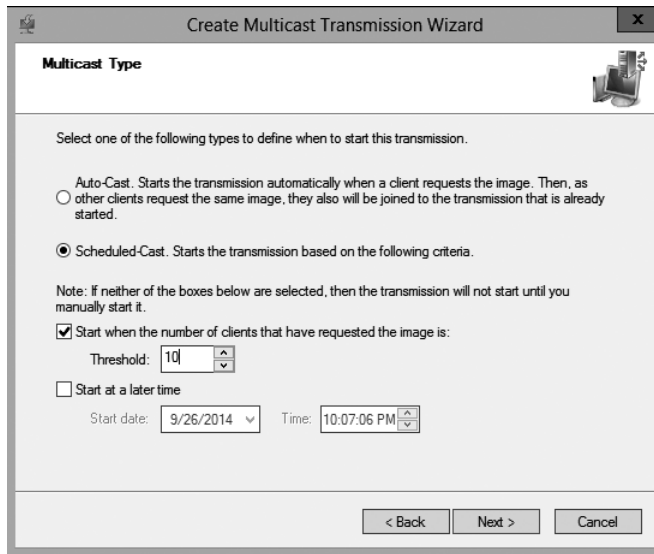 Create Multicast Transmission Wizard
x
Multicast Type
Select one of the following types to define when to start this transmission.
Auto-Cast. Starts the transmission automatically when a client requests the image. Then, as
other clients request the same image, they also will be joined to the transmission that is already
started.
Scheduled-Cast. Starts the transmission based on the following criteria.
Note: If neither of the boxes below are selected, then the transmission will not start until you
manually start it.
Start when the number of clients that have requested the image is:
Threshold: 10
Start at a later time
Start date: 9/26/2014 Time: 10:07:06 PM
< Back Next > Cancel